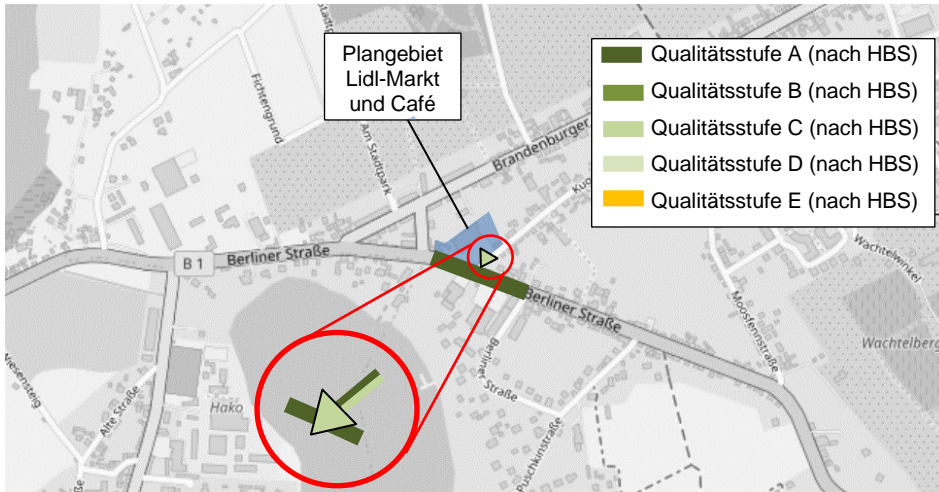 Plangebiet
Lidl-Markt
und Café
Qualitätsstufe A (nach HBS)
Qualitätsstufe B (nach HBS)
Qualitätsstufe C (nach HBS)
Qualitätsstufe D (nach HBS)
Qualitätsstufe E (nach HBS)
Fichtengrund
Am Stadtpark
Brandenburger
B 1
Berliner Straße
Berliner Straße
Wachtelwinkel
Moosfennstraße
Wachtelberg
Berliner Straße
Puschkinstraße
Wiesensteig
Alte Straße
Hako